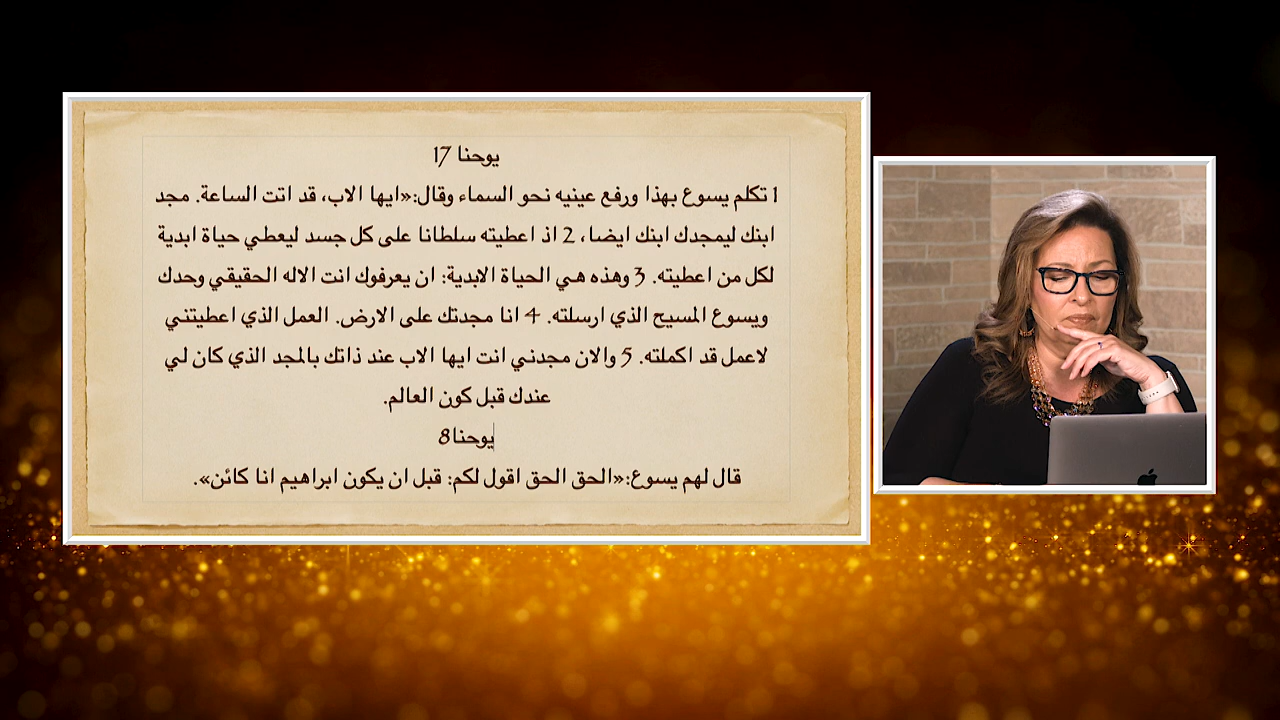 يوحنا 17
1 تكلم يسوع بهذا ورفع عينيه نحو السماء وقال:«ايها الاب، قد اتت الساعة. مجد
ابنك ليمجدك ابنك ايضا، 2 اذ اعطيته سلطانا على كل جسد ليعطي حياة ابدية
لكل من اعطيته. 3 وهذه هي الحياة الابدية: ان يعرفوك انت الاله الحقيقي وحدك
ويسوع المسيح الذي ارسلته. 4 انا مجدتك على الارض. العمل الذي اعطيتني
لاعمل قد اكملته. 5 والان مجدني انت ايها الاب عند ذاتك بالمجد الذي كان لي
عندك قبل كون العالم.
يوحنا8
قال لهم يسوع:«الحق الحق اقول لكم: قبل ان يكون ابراهيم انا كائن».